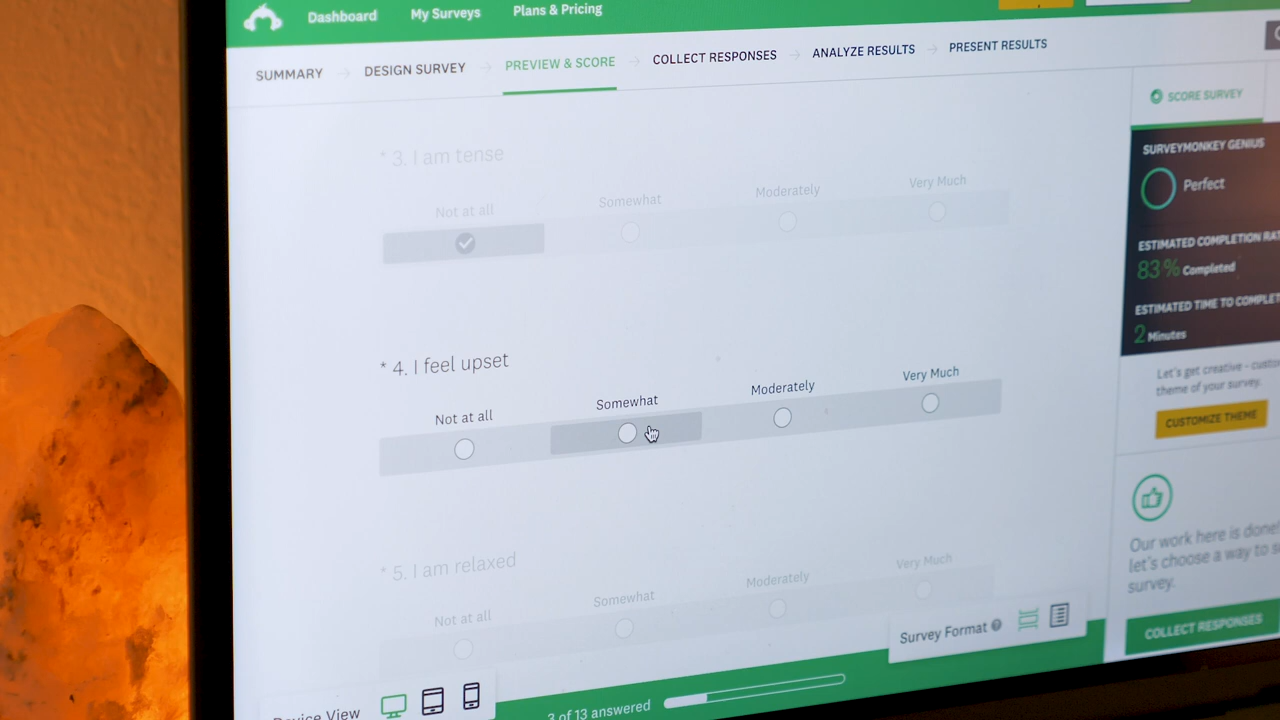 Dashboard My Surveys Plans & Pricing
SUMMARY DESIGN SURVEY PREVIEW & SCORE COLLECT RESPONSES ANALYZE RESULTS PRESENT RESULTS
* 3. I am tense
Not at all Somewhat Moderately Very Much
* 4. I feel upset
Not at all Somewhat Moderately Very Much
* 5. I am relaxed
Not at all Somewhat Moderately Very Much
Survey Format
Device View
3 of 13 answered
SCORE SURVEY
SURVEYMONKEY GENIUS
Perfect
ESTIMATED COMPLETION RAT
83% Completed
ESTIMATED TIME TO COMPLET
2 Minutes
Let's get creative - custo
theme of your survey.
CUSTOMIZE THEME
Our work here is done!
let's choose a way to s
survey.
COLLECT RESPONSES